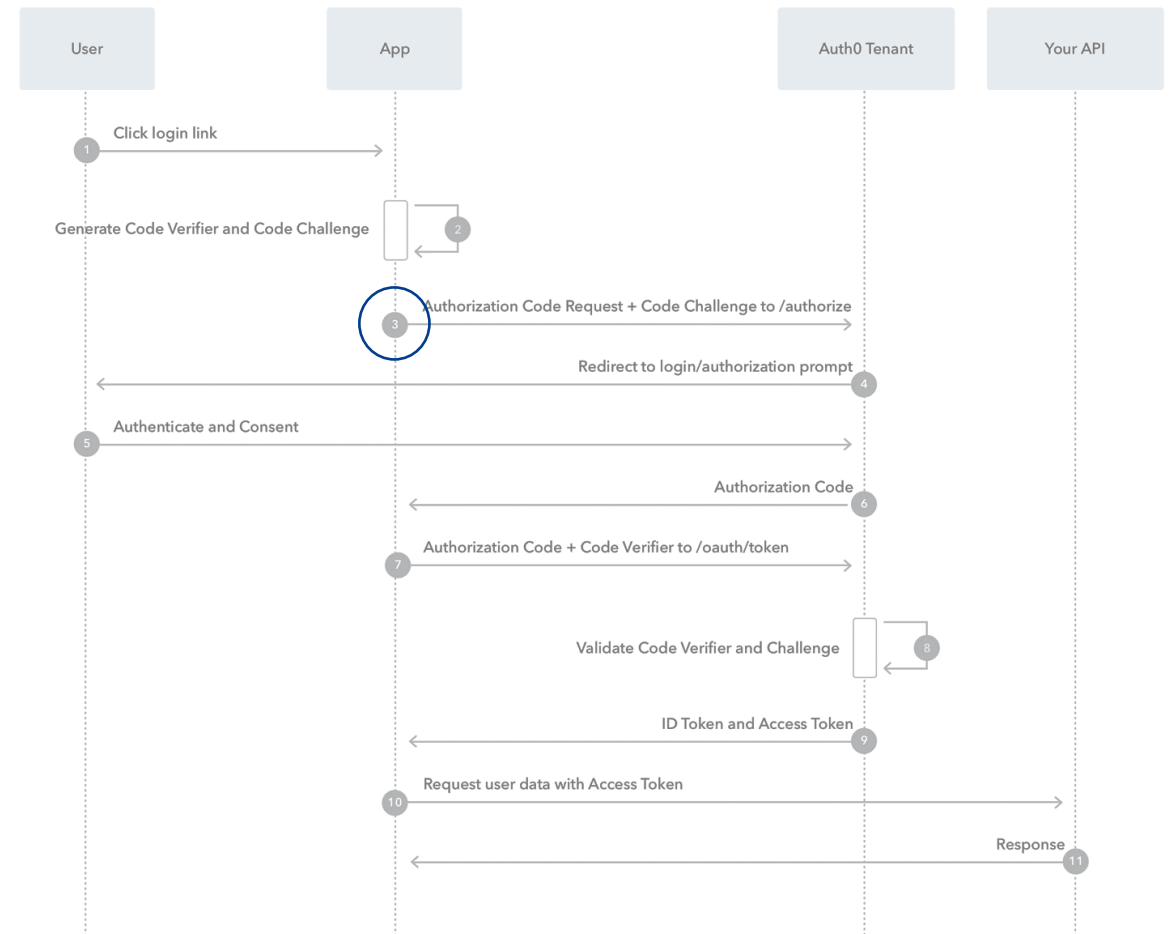 User
App
Auth0 Tenant
Your API
Click login link
1
Generate Code Verifier and Code Challenge
2
Authorization Code Request + Code Challenge to /authorize
3
Redirect to login/authorization prompt
4
Authenticate and Consent
5
Authorization Code
6
Authorization Code + Code Verifier to /oauth/token
7
Validate Code Verifier and Challenge
8
ID Token and Access Token
9
Request user data with Access Token
10
Response
11